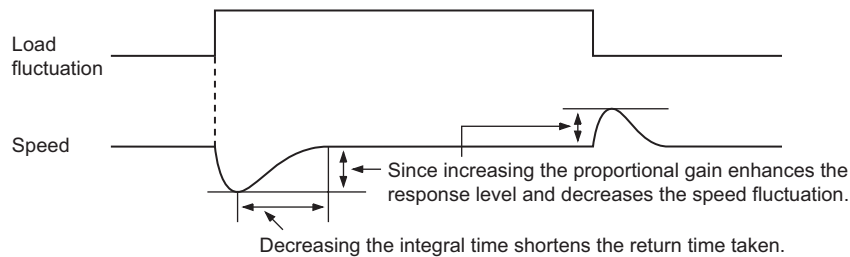 Load
fluctuation
Speed
Since increasing the proportional gain enhances the
response level and decreases the speed fluctuation.
Decreasing the integral time shortens the return time taken.